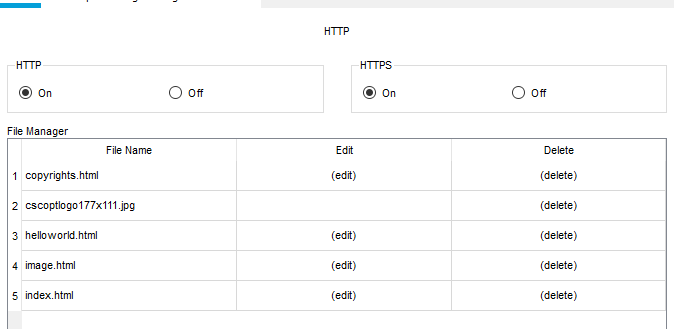 HTTP
HTTP HTTPS
On Off On Off
File Manager
File Name Edit Delete
1 copyrights.html (edit) (delete)
2 cscoptlogo177x111.jpg (delete)
3 helloworld.html (edit) (delete)
4 image.html (edit) (delete)
5 index.html (edit) (delete)